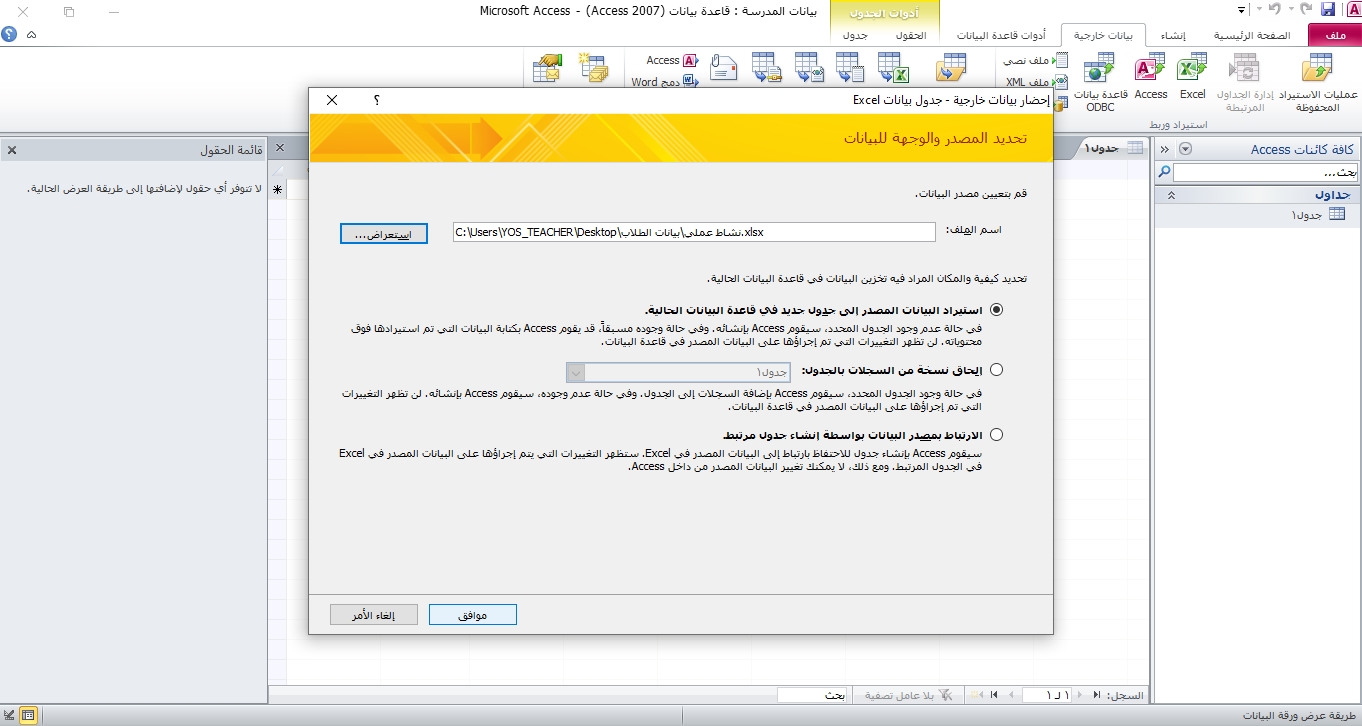 بيانات المدرسة : قاعدة بيانات (Access 2007) - Microsoft Access
أدوات الجدول
ملف
الصفحة الرئيسية
إنشاء
بيانات خارجية
أدوات قاعدة البيانات
الحقول
جدول
عمليات الاستيراد المحفوظة
إدارة الجداول المرتبطة
Excel
Access
قاعدة بيانات ODBC
ملف نصي
ملف XML
استيراد وربط
Access
دمج Word
كافة كائنات Access
بحث...
جداول
جدول١
جدول١
قائمة الحقول
لا تتوفر أي حقول لإضافتها إلى طريقة العرض الحالية.
إحضار بيانات خارجية - جدول بيانات Excel
؟
تحديد المصدر والوجهة للبيانات
قم بتعيين مصدر البيانات.
اسم الملف:
C:\Users\YOS_TEACHER\Desktop\نشاط عملي\بيانات الطلاب.xlsx
استعراض...
تحديد كيفية والمكان المراد فيه تخزين البيانات في قاعدة البيانات الحالية.
استيراد البيانات المصدر إلى جدول جديد في قاعدة البيانات الحالية.
في حالة عدم وجود الجدول المحدد، سيقوم Access بإنشائه. وفي حالة وجوده مسبقاً، قد يقوم Access بكتابة البيانات التي تم استيرادها فوق
محتوياته. لن تظهر التغييرات التي تم إجراؤها على البيانات المصدر في قاعدة البيانات.
إلحاق نسخة من السجلات بالجدول:
جدول١
في حالة وجود الجدول المحدد، سيقوم Access بإضافة السجلات إلى الجدول. وفي حالة عدم وجوده، سيقوم Access بإنشائه. لن تظهر التغييرات
التي تم إجراؤها على البيانات المصدر في قاعدة البيانات.
الارتباط بمصدر البيانات بواسطة إنشاء جدول مرتبط.
سيقوم Access بإنشاء جدول للاحتفاظ بارتباط إلى البيانات المصدر في Excel. ستظهر التغييرات التي يتم إجراؤها على البيانات المصدر في Excel
في الجدول المرتبط. ومع ذلك، لا يمكنك تغيير البيانات المصدر من داخل Access.
موافق
إلغاء الأمر
السجل:
١ لـ ١
بلا عامل تصفية
بحث
طريقة عرض ورقة البيانات